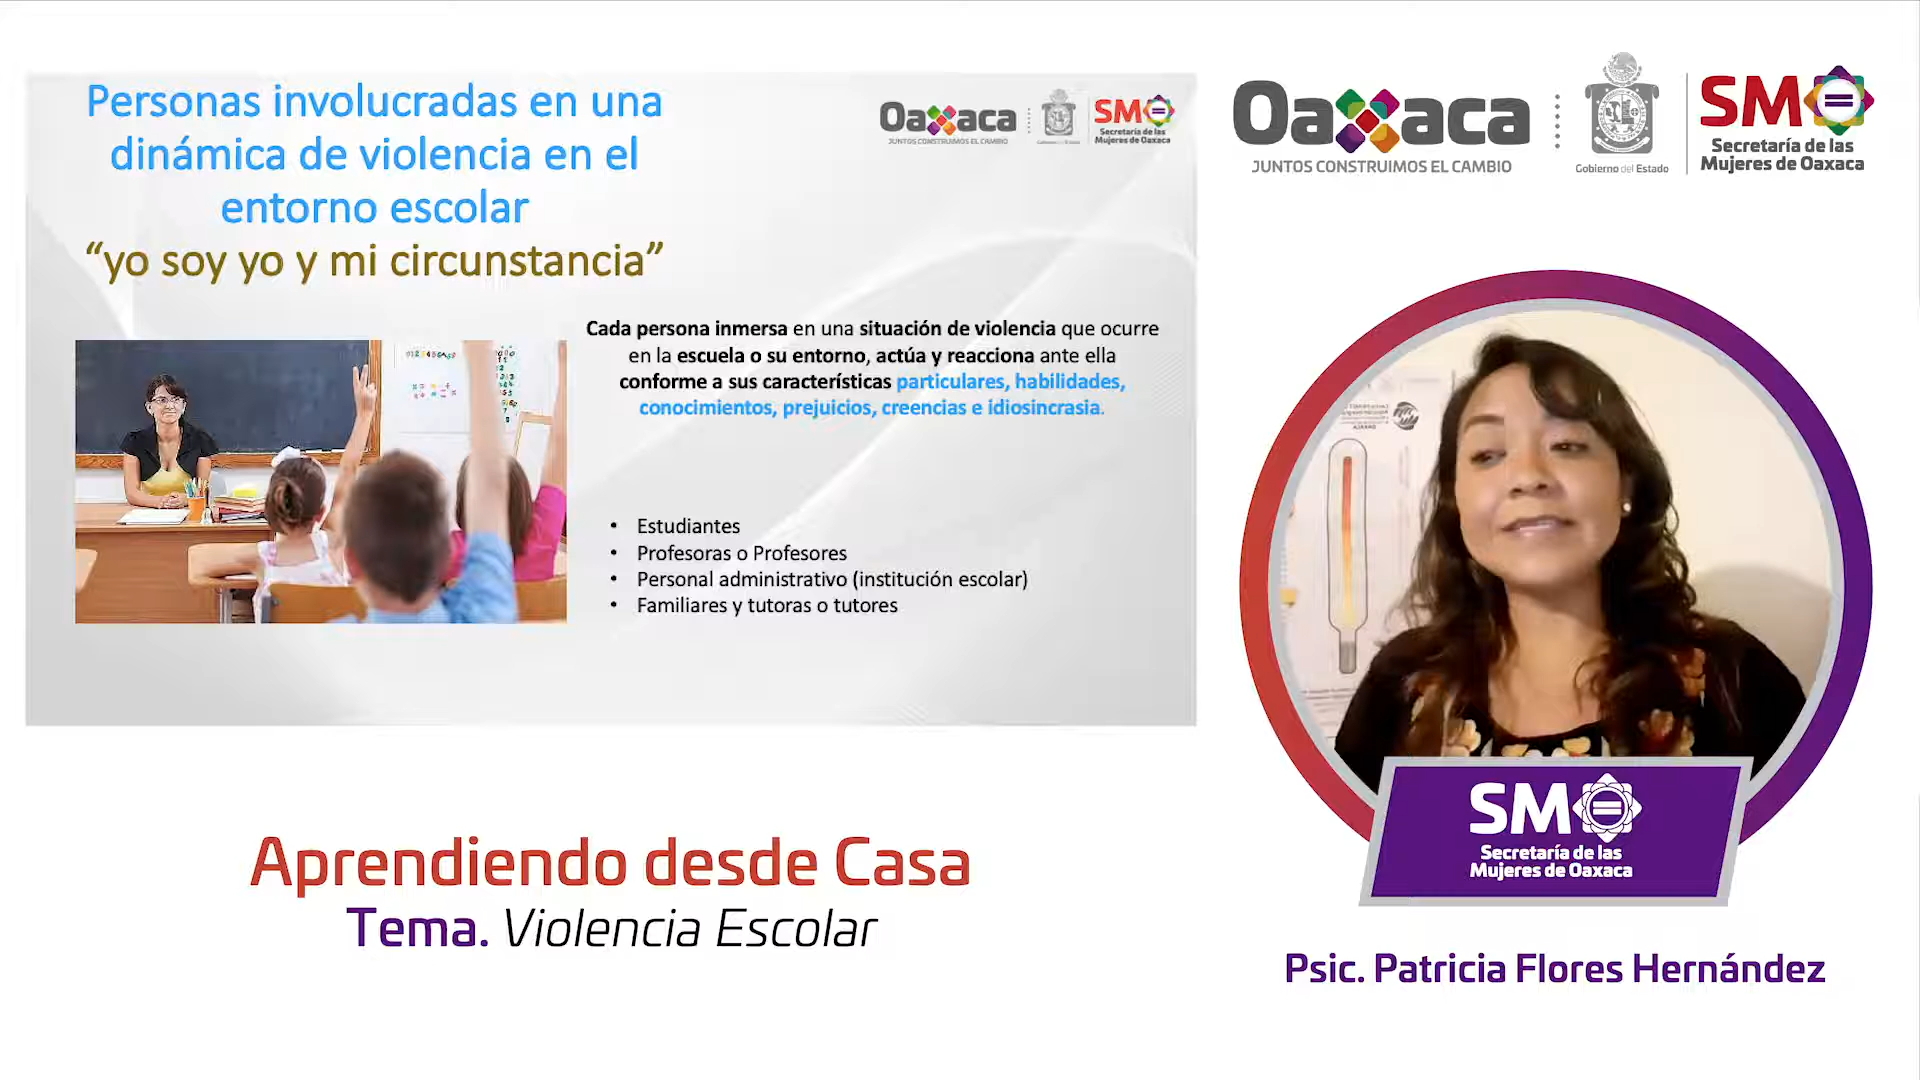 Personas involucradas en una
dinámica de violencia en el
entorno escolar
“yo soy yo y mi circunstancia”
Oaxaca
JUNTOS CONSTRUIMOS EL CAMBIO
Gobierno del Estado
SM
Secretaría de las
Mujeres de Oaxaca
Cada persona inmersa en una situación de violencia que ocurre
en la escuela o su entorno, actúa y reacciona ante ella
conforme a sus características particulares, habilidades,
conocimientos, prejuicios, creencias e idiosincrasia.
• Estudiantes
• Profesoras o Profesores
• Personal administrativo (institución escolar)
• Familiares y tutoras o tutores
Oaxaca
JUNTOS CONSTRUIMOS EL CAMBIO
Gobierno del Estado
SM
Secretaría de las
Mujeres de Oaxaca
SM
Secretaría de las
Mujeres de Oaxaca
Psic. Patricia Flores Hernández
Aprendiendo desde Casa
Tema. Violencia Escolar